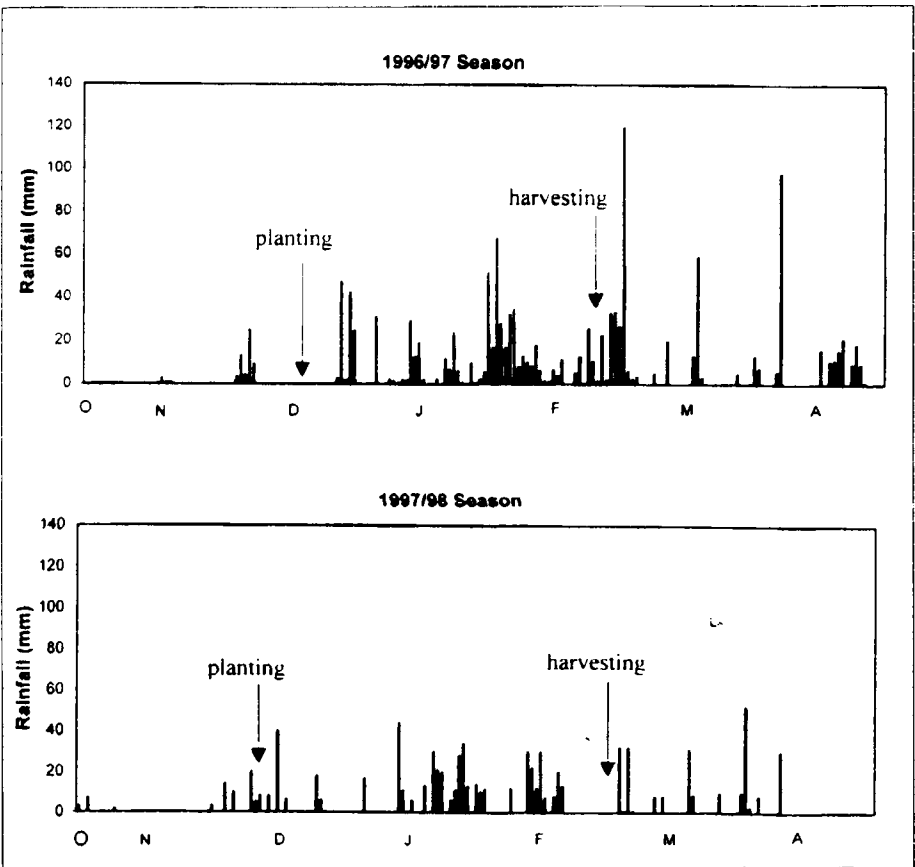 1996/97 Season
140
120
100
80
60
40
20
0
Rainfall (mm)
planting
harvesting
O N D J F M A
1997/98 Season
140
120
100
80
60
40
20
0
Rainfall (mm)
planting
harvesting
O N D J F M A